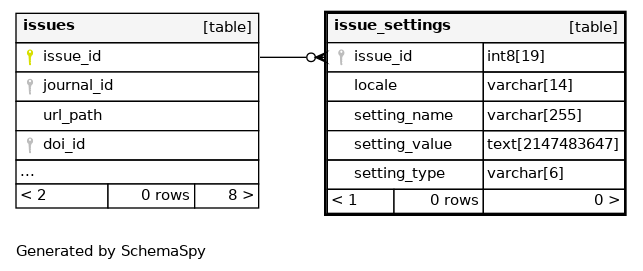 issues [table]
issue_id
journal_id
url_path
doi_id
...
< 2 0 rows 8 >
issue_settings [table]
issue_id int8[19]
locale varchar[14]
setting_name varchar[255]
setting_value text[2147483647]
setting_type varchar[6]
< 1 0 rows 0 >
Generated by SchemaSpy